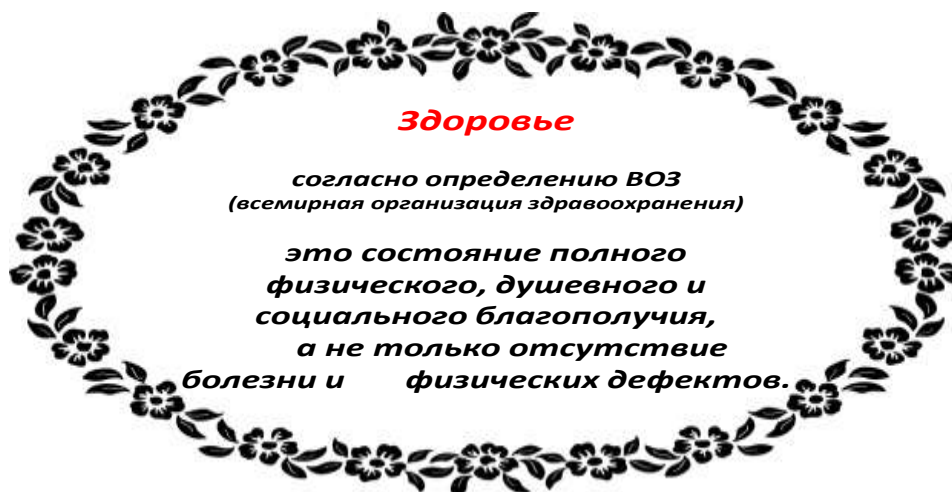 Здоровье
согласно определению ВОЗ
(всемирная организация здравоохранения)
это состояние полного
физического, душевного и
социального благополучия,
а не только отсутствие
болезни и физических дефектов.